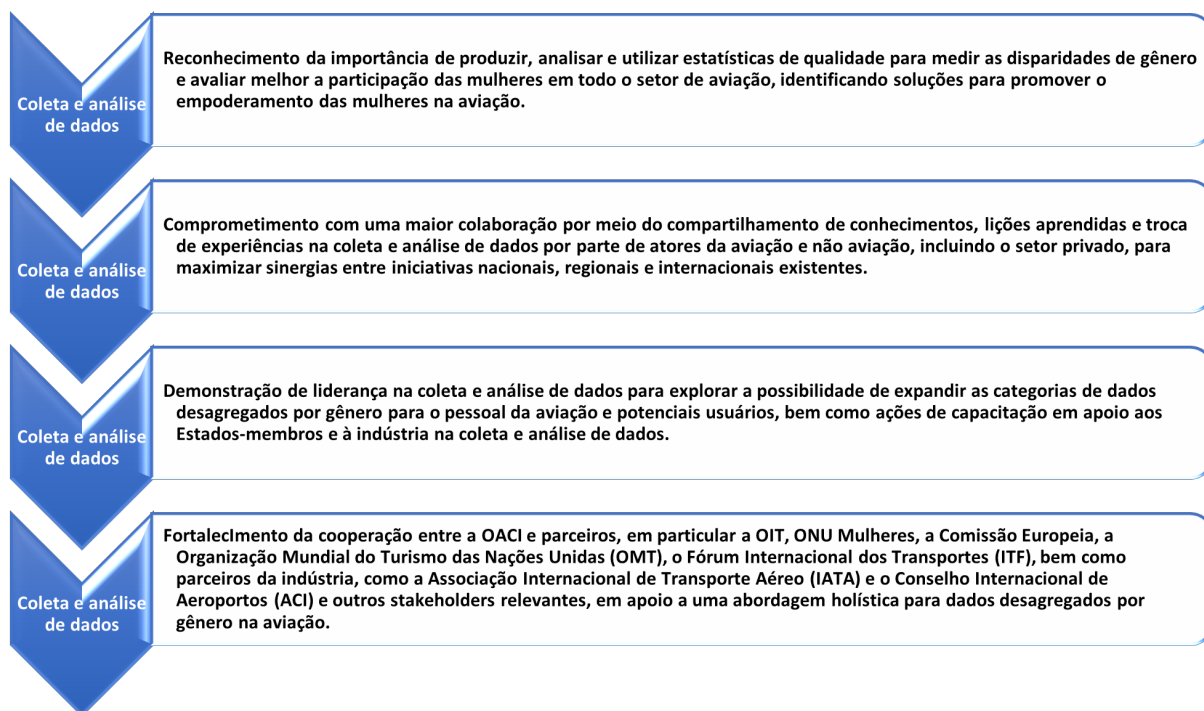 Coleta e análise
de dados
Reconhecimento da importância de produzir, analisar e utilizar estatísticas de qualidade para medir as disparidades de gênero
e avaliar melhor a participação das mulheres em todo o setor de aviação, identificando soluções para promover o
empoderamento das mulheres na aviação.
Coleta e análise
de dados
Comprometimento com uma maior colaboração por meio do compartilhamento de conhecimentos, lições aprendidas e troca
de experiências na coleta e análise de dados por parte de atores da aviação e não aviação, incluindo o setor privado, para
maximizar sinergias entre iniciativas nacionais, regionais e internacionais existentes.
Coleta e análise
de dados
Demonstração de liderança na coleta e análise de dados para explorar a possibilidade de expandir as categorias de dados
desagregados por gênero para o pessoal da aviação e potenciais usuários, bem como ações de capacitação em apoio aos
Estados-membros e à indústria na coleta e análise de dados.
Coleta e análise
de dados
FortalecImento da cooperação entre a OACI e parceiros, em particular a OIT, ONU Mulheres, a Comissão Europeia, a
Organização Mundial do Turismo das Nações Unidas (OMT), o Fórum Internacional dos Transportes (ITF), bem como
parceiros da indústria, como a Associação Internacional de Transporte Aéreo (IATA) e o Conselho Internacional de
Aeroportos (ACI) e outros stakeholders relevantes, em apoio a uma abordagem holística para dados desagregados por
gênero na aviação.